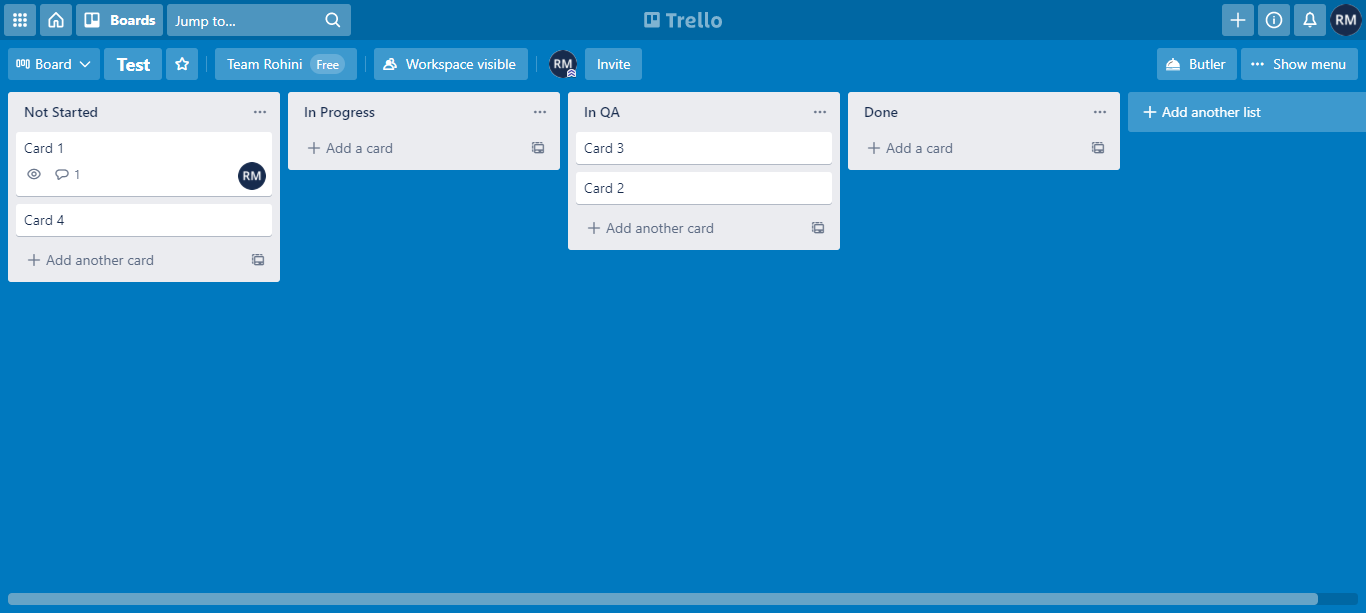 Boards
Jump to...
Trello
RM
Board
Test
Team Rohini Free
Workspace visible
RM
Invite
Butler
Show menu
Not Started
Card 1
1
RM
Card 4
Add another card
In Progress
Add a card
In QA
Card 3
Card 2
Add another card
Done
Add a card
Add another list